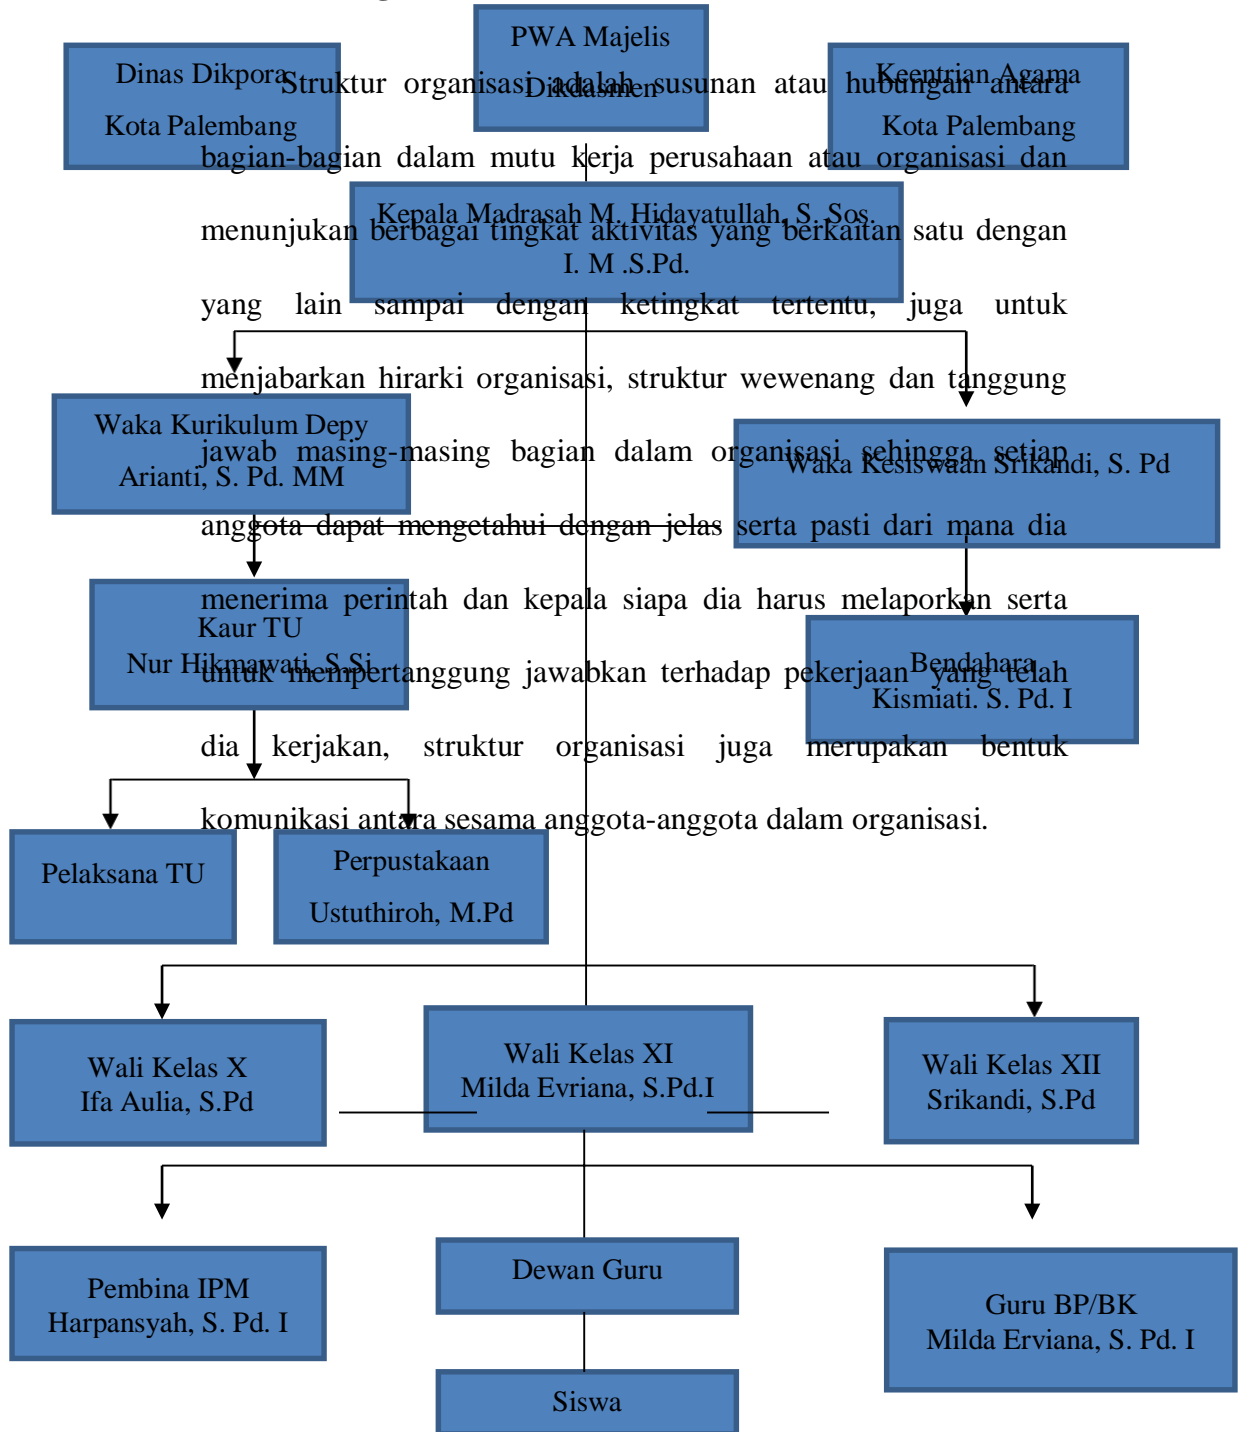 PWA Majelis
Dikdasmen
Dinas Dikpora
Kota Palembang
Keentrian Agama
Kota Palembang
Struktur organisasi adalah susunan atau hubungan antara
bagian-bagian dalam mutu kerja perusahaan atau organisasi dan
menunjukan berbagai tingkat aktivitas yang berkaitan satu dengan
yang lain sampai dengan ketingkat tertentu, juga untuk
menjabarkan hirarki organisasi, struktur wewenang dan tanggung
jawab masing-masing bagian dalam organisasi sehingga setiap
anggota dapat mengetahui dengan jelas serta pasti dari mana dia
menerima perintah dan kepala siapa dia harus melaporkan serta
untuk mempertanggung jawabkan terhadap pekerjaan yang telah
dia kerjakan, struktur organisasi juga merupakan bentuk
komunikasi antara sesama anggota-anggota dalam organisasi.
Kepala Madrasah M. Hidayatullah, S. Sos.
I. M .S.Pd.
Waka Kurikulum Depy
Arianti, S. Pd. MM
Waka Kesiswaan Srikandi, S. Pd
Kaur TU
Nur Hikmawati, S.Si
Bendahara
Kismiati. S. Pd. I
Pelaksana TU
Perpustakaan
Ustuthiroh, M.Pd
Wali Kelas X
Ifa Aulia, S.Pd
Wali Kelas XI
Milda Evriana, S.Pd.I
Wali Kelas XII
Srikandi, S.Pd
Pembina IPM
Harpansyah, S. Pd. I
Dewan Guru
Guru BP/BK
Milda Erviana, S. Pd. I
Siswa